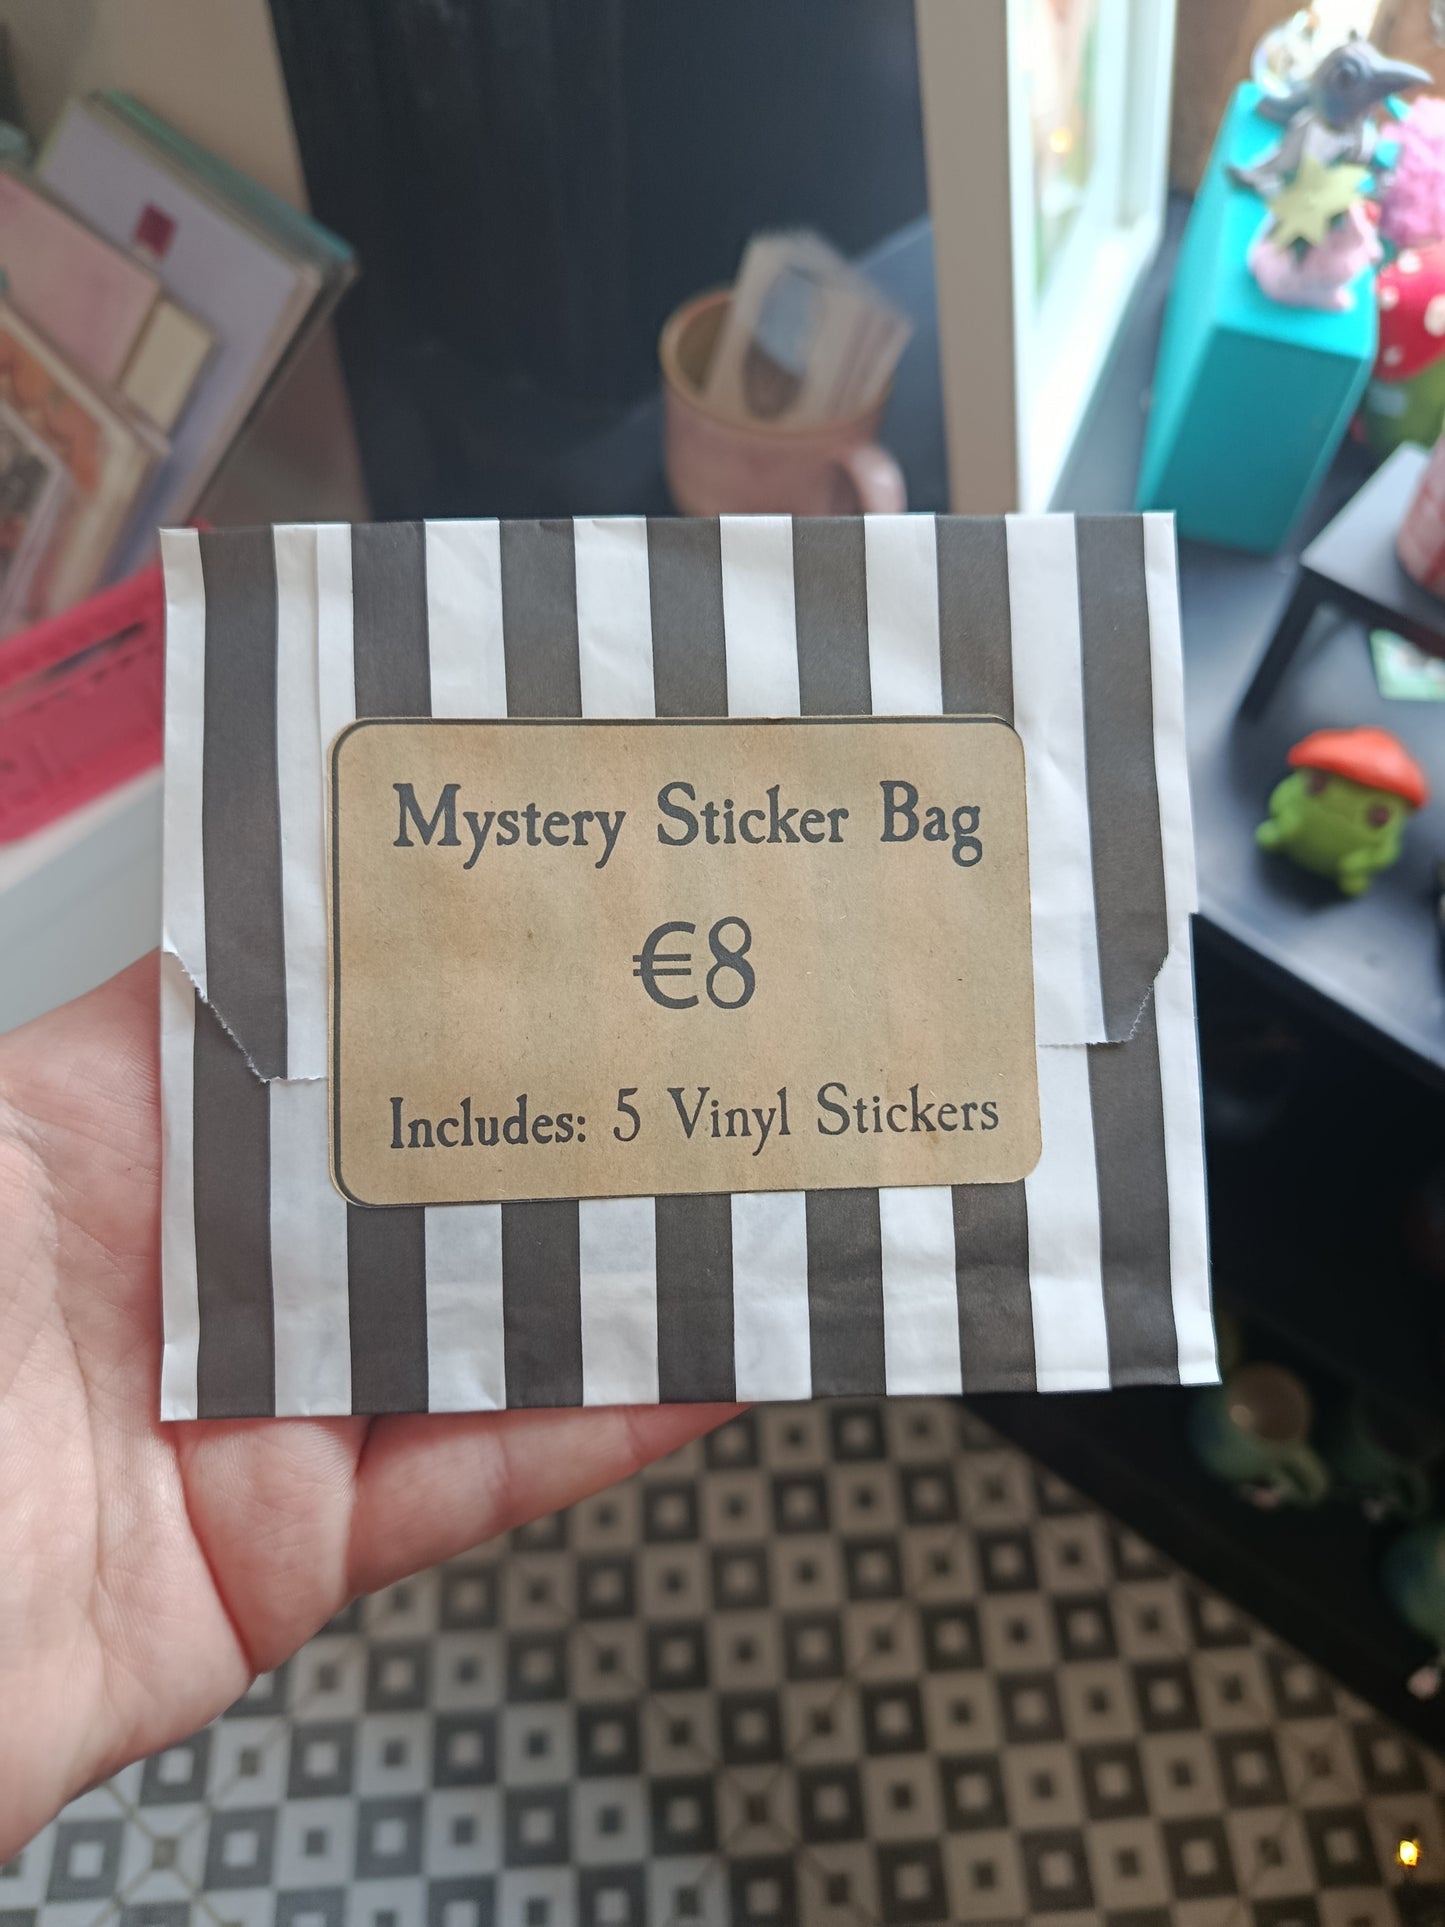 Mystery Sticker Bag
€8
Includes: 5 Vinyl Stickers